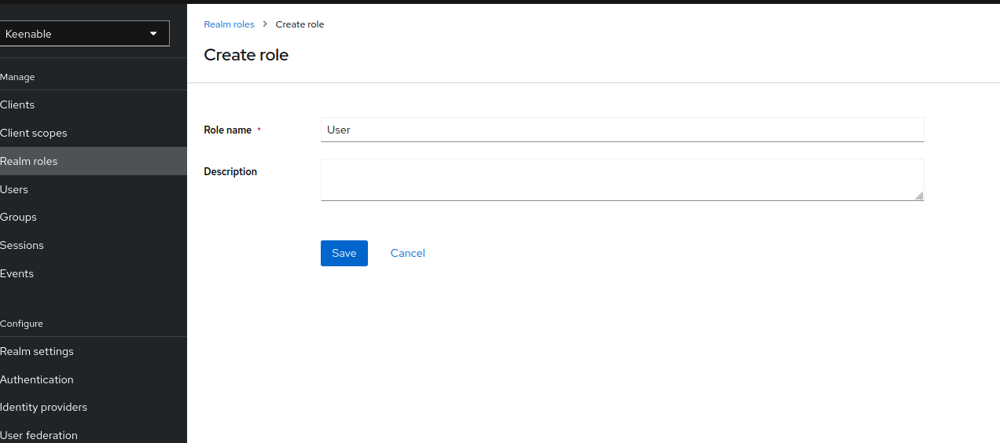 Keenable
Manage
Clients
Client scopes
Realm roles
Users
Groups
Sessions
Events
Configure
Realm settings
Authentication
Identity providers
User federation
Realm roles > Create role
Create role
Role name *
User
Description
Save
Cancel